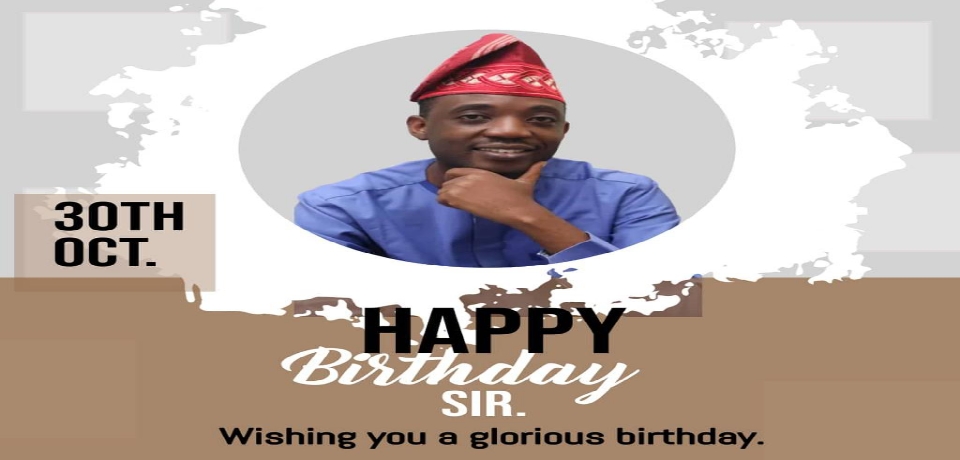 30TH
OCT.
HAPPY
Birthday
SIR.
Wishing you a glorious birthday.